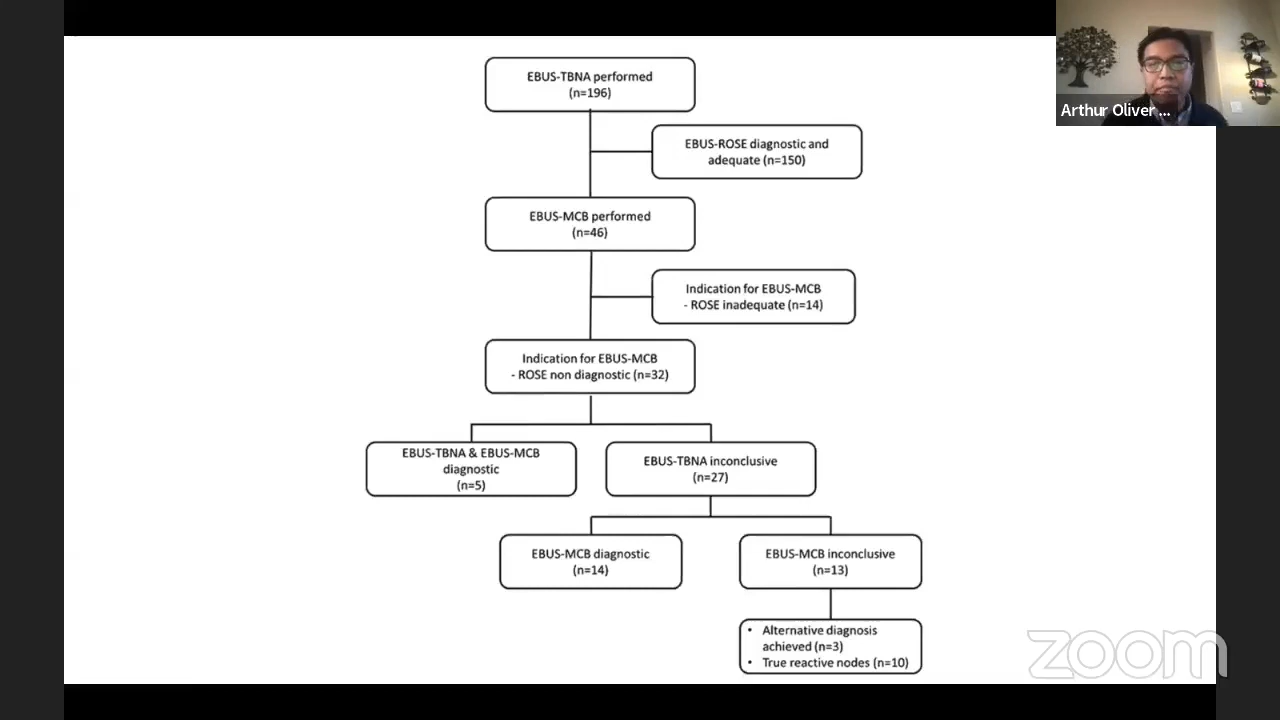 EBUS-TBNA performed
(n=196)
EBUS-ROSE diagnostic and
adequate (n=150)
EBUS-MCB performed
(n=46)
Indication for EBUS-MCB
- ROSE inadequate (n=14)
Indication for EBUS-MCB
- ROSE non diagnostic (n=32)
EBUS-TBNA & EBUS-MCB
diagnostic
(n=5)
EBUS-TBNA inconclusive
(n=27)
EBUS-MCB diagnostic
(n=14)
EBUS-MCB inconclusive
(n=13)
• Alternative diagnosis
achieved (n=3)
• True reactive nodes (n=10)
Arthur Oliver ...
zoom